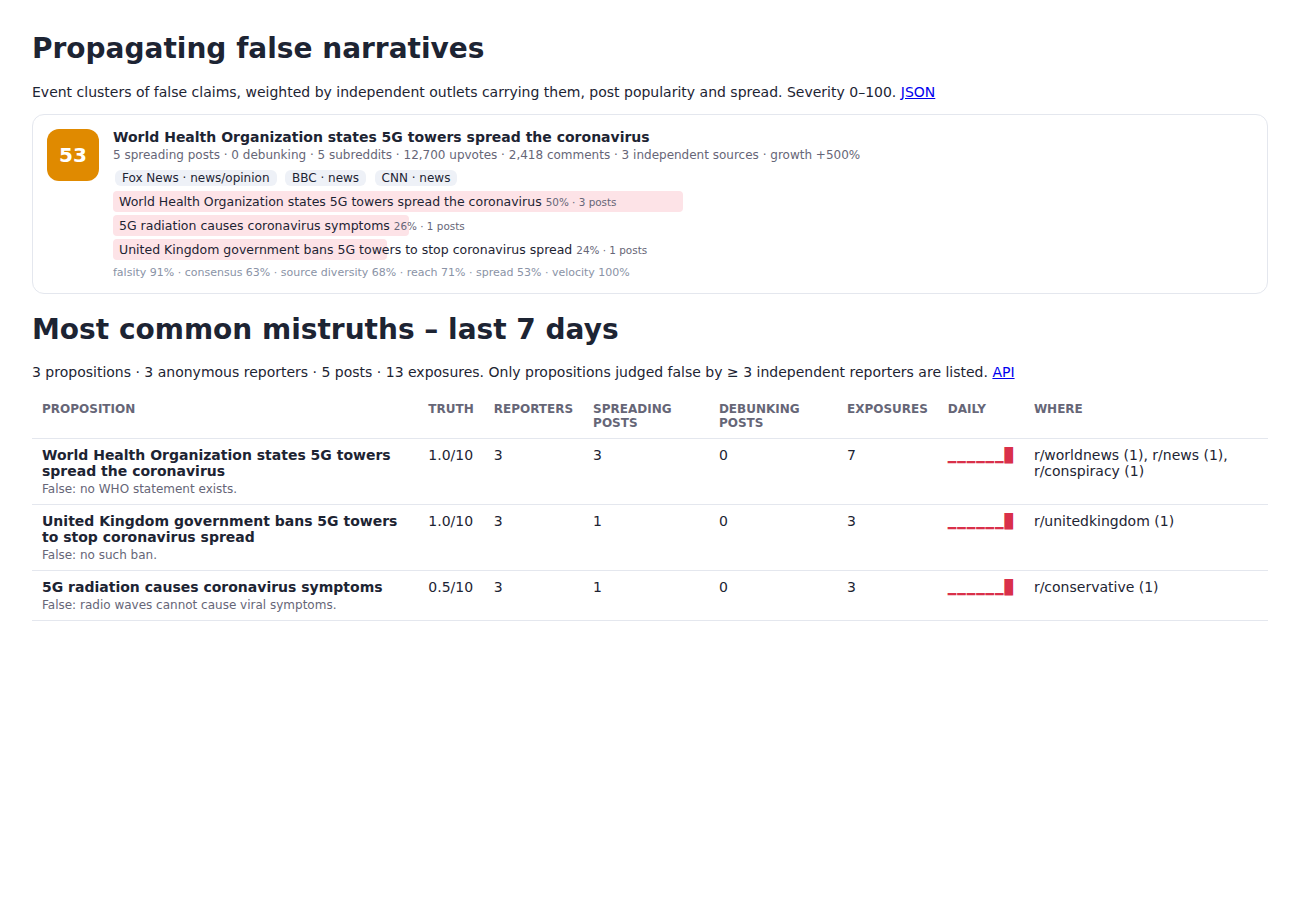 Propagating false narratives
Event clusters of false claims, weighted by independent outlets carrying them, post popularity and spread. Severity 0–100. JSON
53
World Health Organization states 5G towers spread the coronavirus
5 spreading posts · 0 debunking · 5 subreddits · 12,700 upvotes · 2,418 comments · 3 independent sources · growth +500%
Fox News · news/opinion BBC · news CNN · news
World Health Organization states 5G towers spread the coronavirus 50% · 3 posts
5G radiation causes coronavirus symptoms 26% · 1 posts
United Kingdom government bans 5G towers to stop coronavirus spread 24% · 1 posts
falsity 91% · consensus 63% · source diversity 68% · reach 71% · spread 53% · velocity 100%
Most common mistruths – last 7 days
3 propositions · 3 anonymous reporters · 5 posts · 13 exposures. Only propositions judged false by ≥ 3 independent reporters are listed. API
PROPOSITION TRUTH REPORTERS SPREADING POSTS DEBUNKING POSTS EXPOSURES DAILY WHERE
World Health Organization states 5G towers 1.0/10 3 3 0 7 ▁▁▁▁▁▁█ r/worldnews (1), r/news (1),
spread the coronavirus r/conspiracy (1)
False: no WHO statement exists.
United Kingdom government bans 5G towers 1.0/10 3 1 0 3 ▁▁▁▁▁▁█ r/unitedkingdom (1)
to stop coronavirus spread
False: no such ban.
5G radiation causes coronavirus symptoms 0.5/10 3 1 0 3 ▁▁▁▁▁▁█ r/conservative (1)
False: radio waves cannot cause viral symptoms.